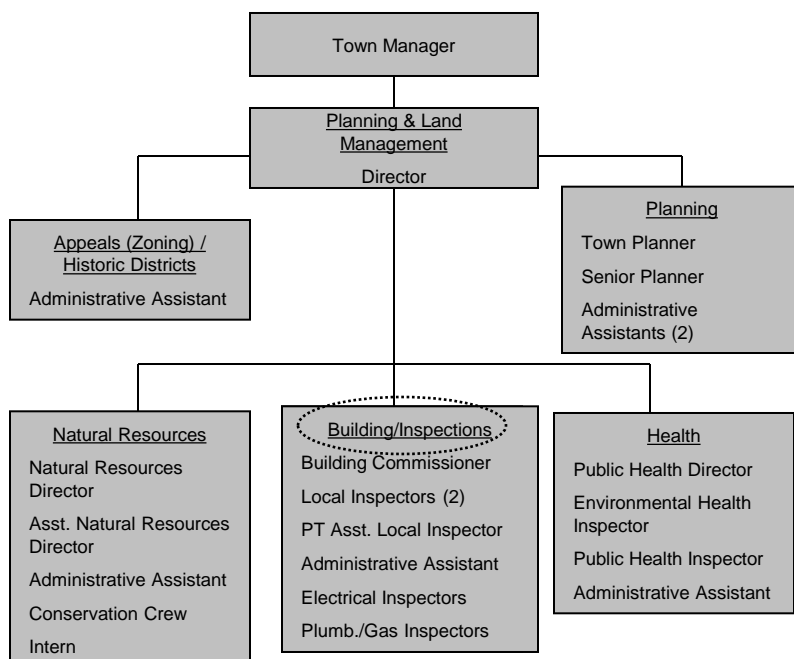 Town Manager
Planning & Land
Management
Director
Appeals (Zoning) /
Historic Districts
Administrative Assistant
Planning
Town Planner
Senior Planner
Administrative
Assistants (2)
Natural Resources
Natural Resources
Director
Asst. Natural Resources
Director
Administrative Assistant
Conservation Crew
Intern
Building/Inspections
Building Commissioner
Local Inspectors (2)
PT Asst. Local Inspector
Administrative Assistant
Electrical Inspectors
Plumb./Gas Inspectors
Health
Public Health Director
Environmental Health
Inspector
Public Health Inspector
Administrative Assistant